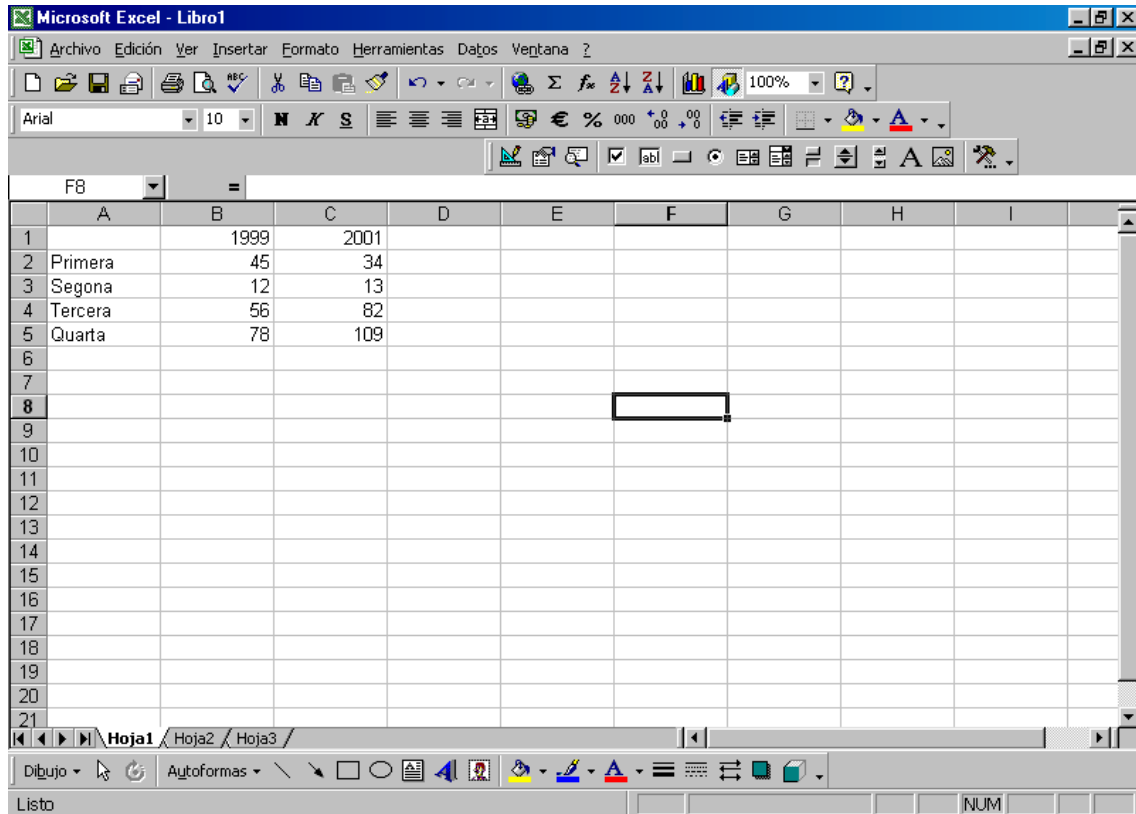 Microsoft Excel - Libro1
Archivo Edición Ver Insertar Formato Herramientas Datos Ventana ?
100%
Arial 10 N K S € % 000
F8 =
A B C D E F G H I
1 1999 2001
2 Primera 45 34
3 Segona 12 13
4 Tercera 56 82
5 Quarta 78 109
6
7
8
9
10
11
12
13
14
15
16
17
18
19
20
21
Hoja1 Hoja2 Hoja3
Dibujo Autoformas
Listo NUM